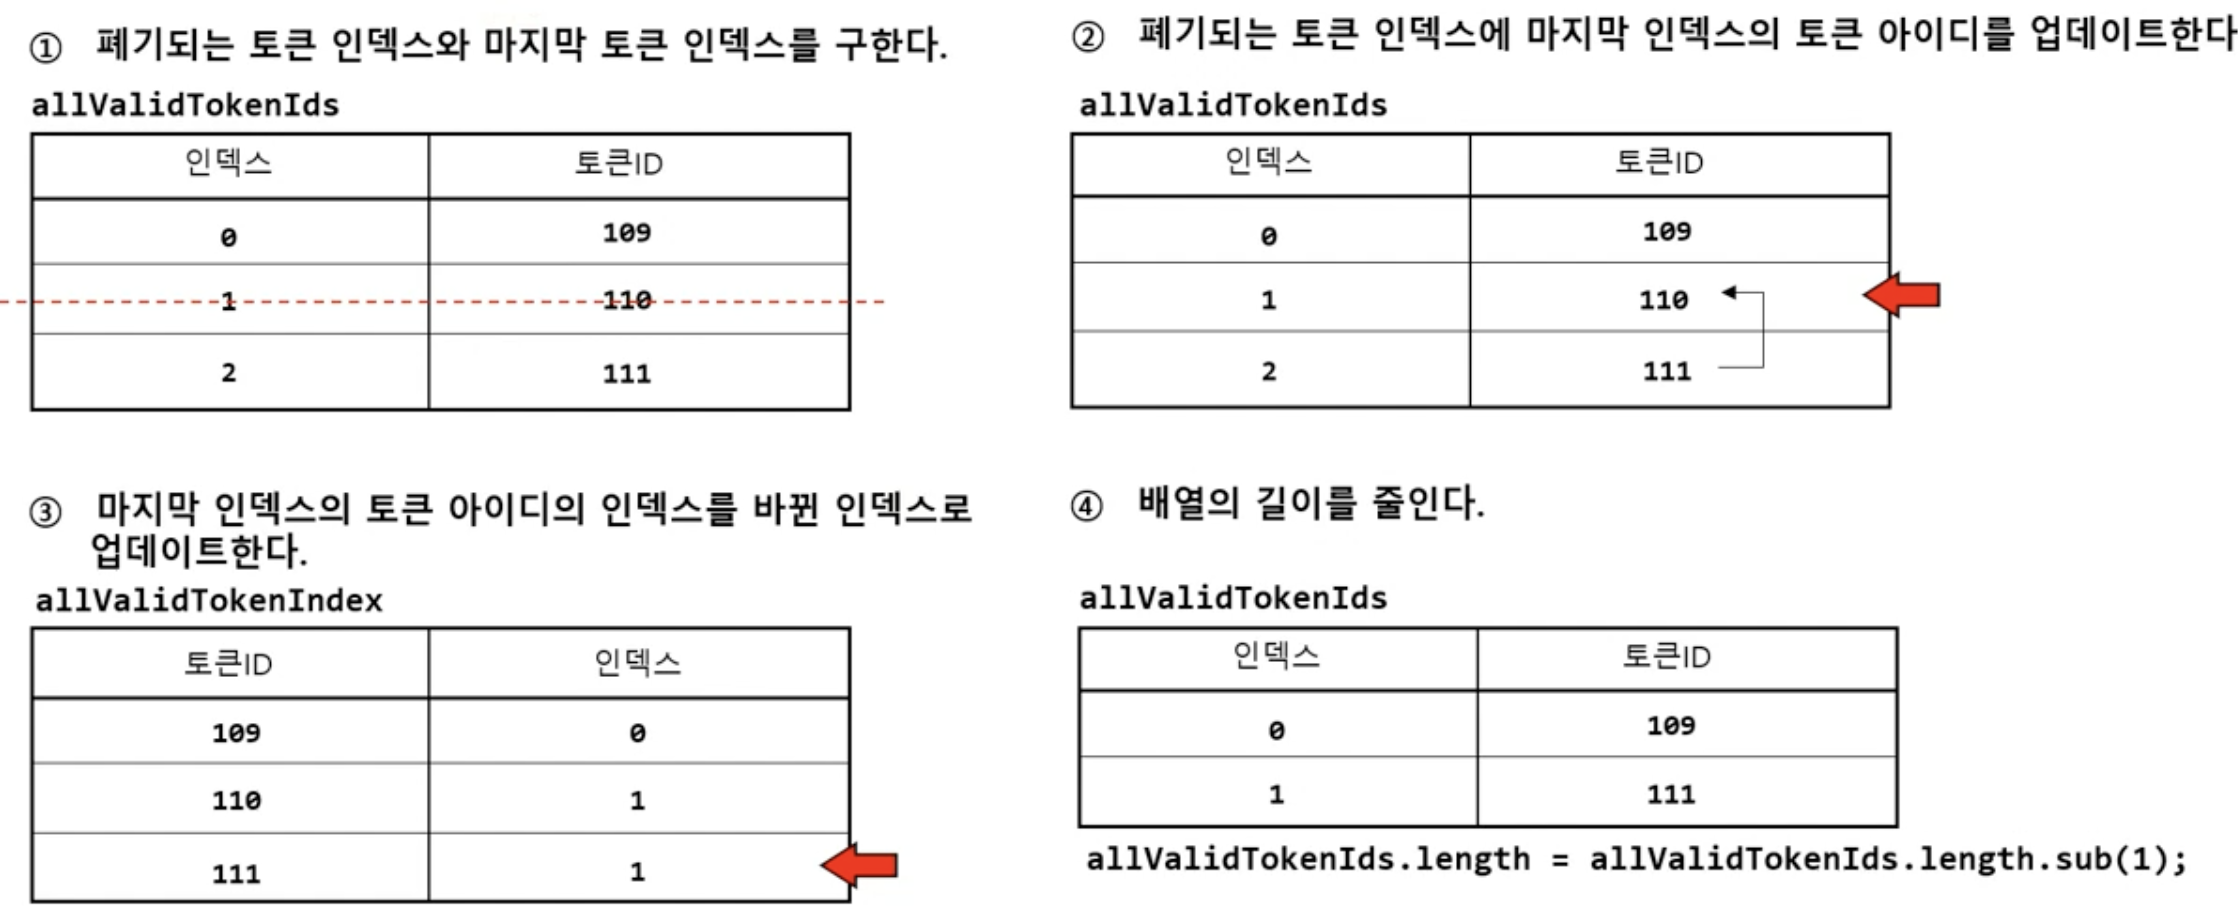 ① 폐기되는 토큰 인덱스와 마지막 토큰 인덱스를 구한다.
allValidTokenIds
인덱스 토큰ID
0 109
1 110
2 111
② 폐기되는 토큰 인덱스에 마지막 인덱스의 토큰 아이디를 업데이트한다
allValidTokenIds
인덱스 토큰ID
0 109
1 110
2 111
③ 마지막 인덱스의 토큰 아이디의 인덱스를 바뀐 인덱스로
업데이트한다.
allValidTokenIndex
토큰ID 인덱스
109 0
110 1
111 1
④ 배열의 길이를 줄인다.
allValidTokenIds
인덱스 토큰ID
0 109
1 111
allValidTokenIds.length = allValidTokenIds.length.sub(1);